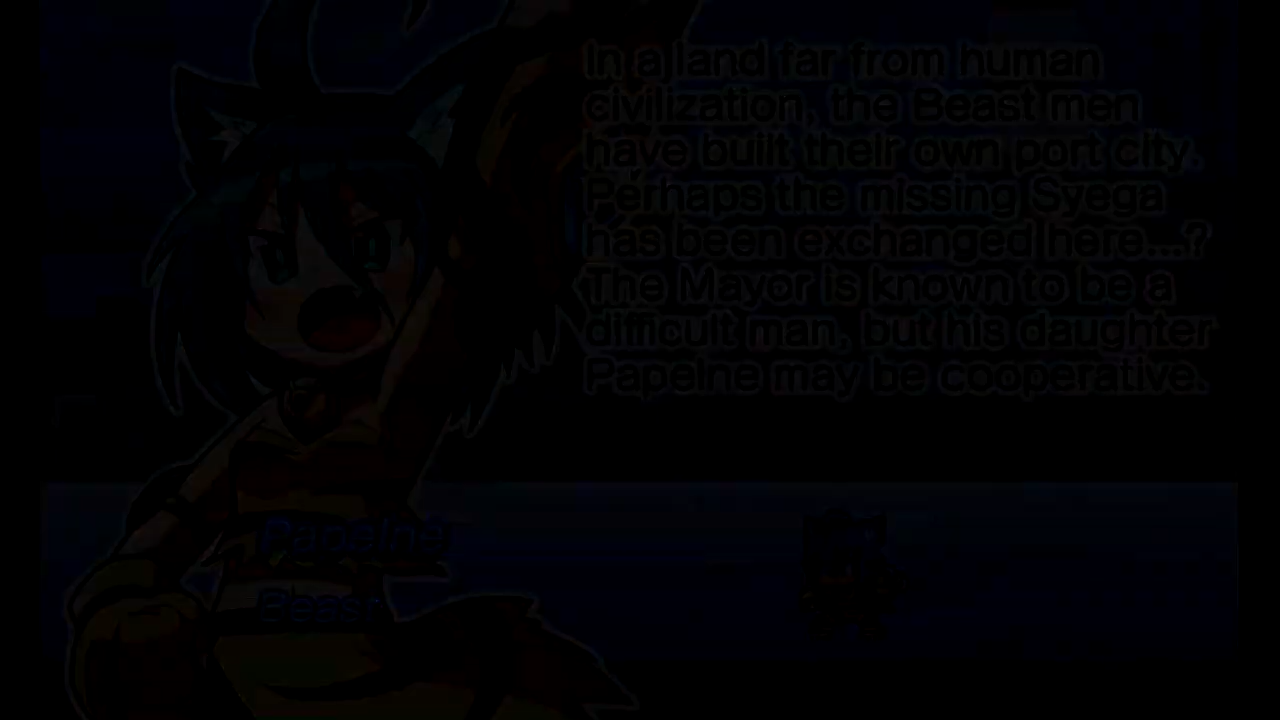 In a land far from human
civilization, the Beast men
have built their own port city.
Perhaps the missing Syega
has been exchanged here...?
The Mayor is known to be a
difficult man, but his daughter
Papeine may be cooperative.
Papeine
Beast